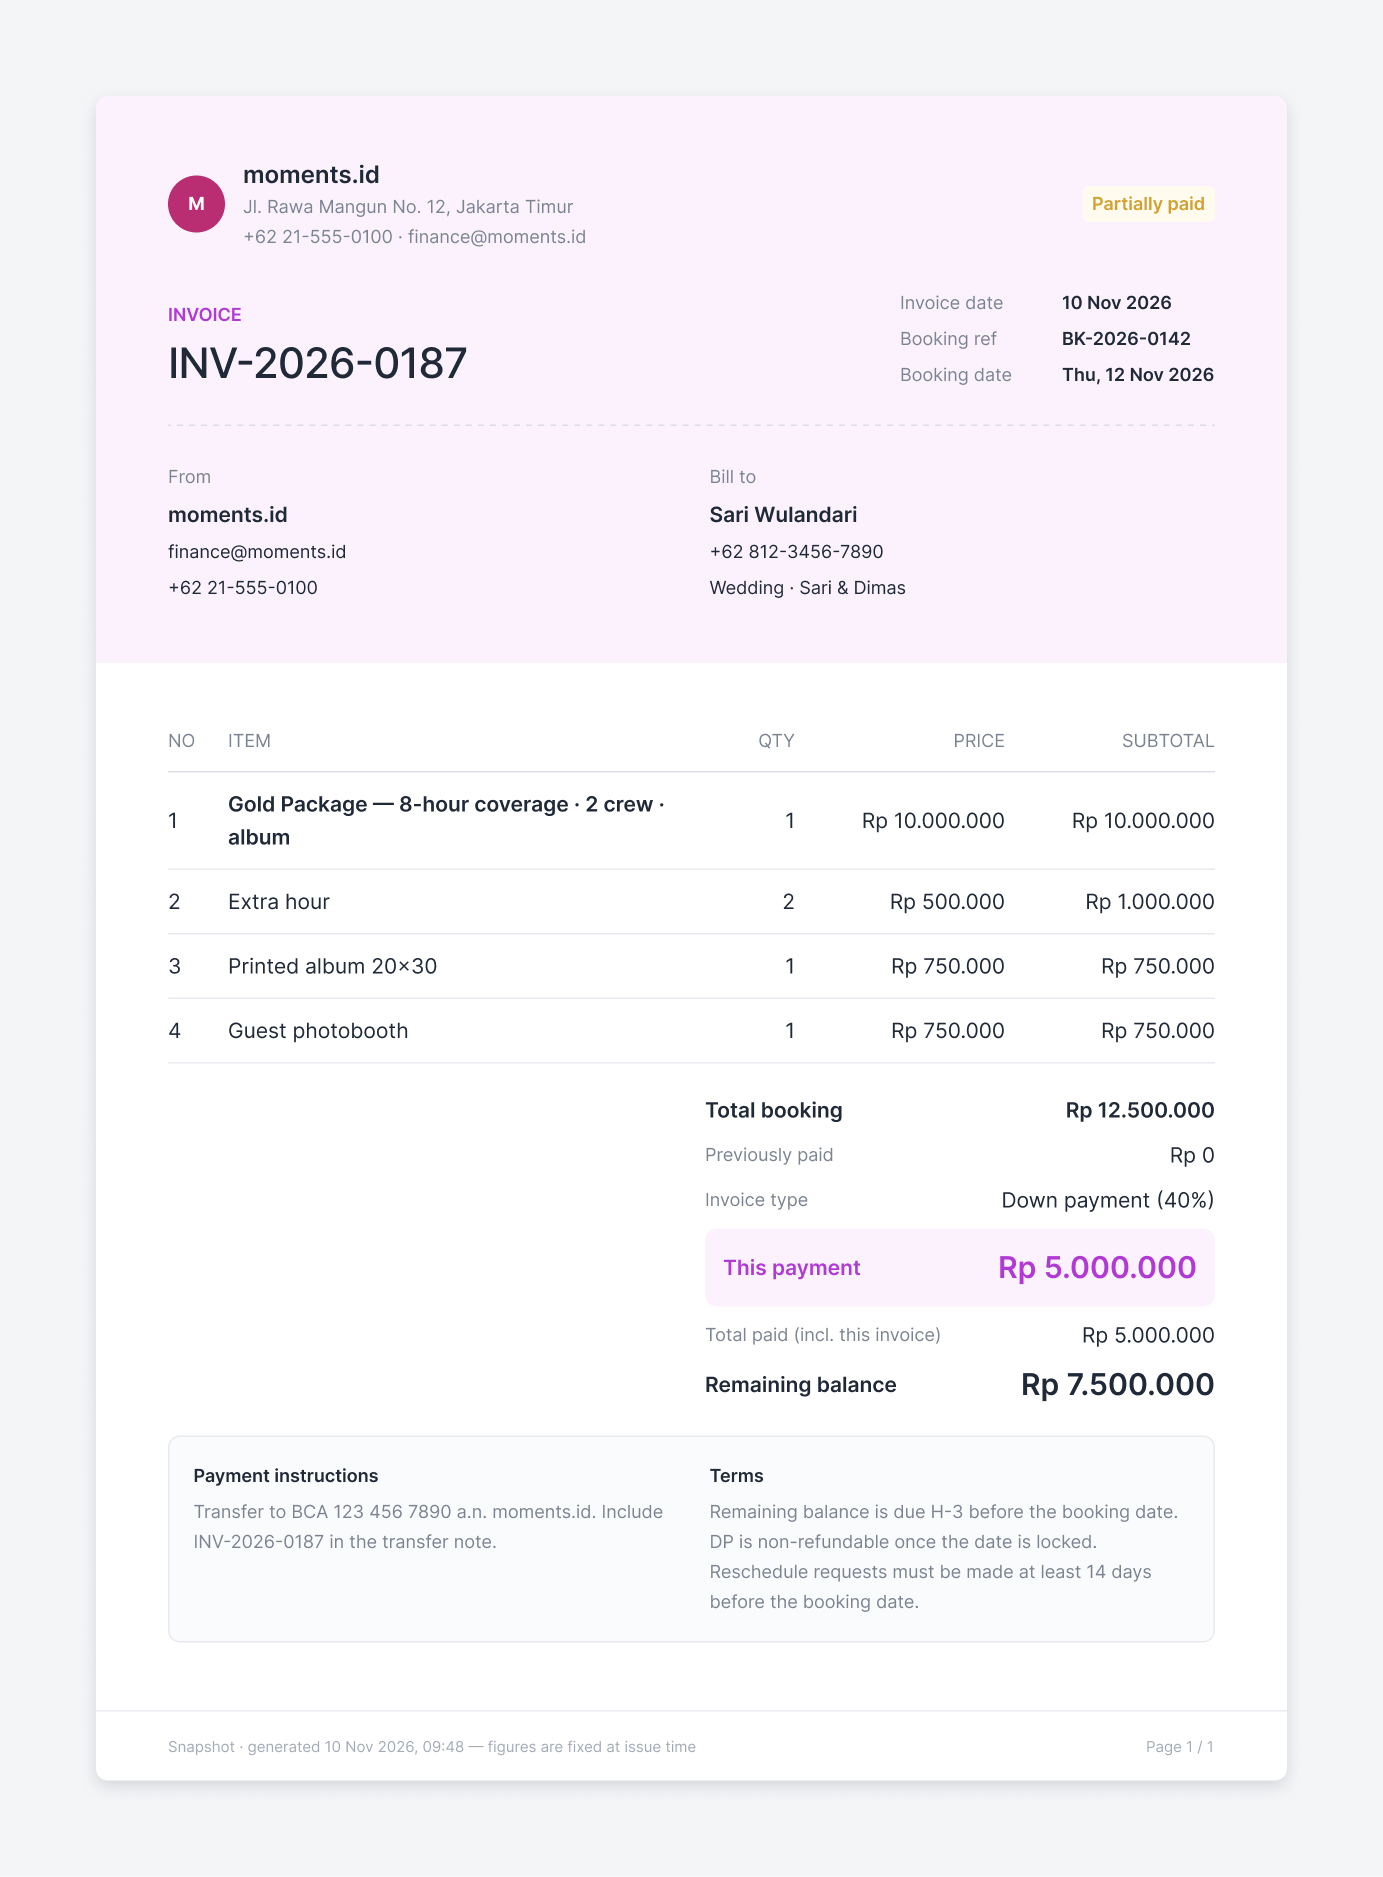 M
moments.id
Jl. Rawa Mangun No. 12, Jakarta Timur
+62 21-555-0100 · finance@moments.id
Partially paid
INVOICE
INV-2026-0187
Invoice date 10 Nov 2026
Booking ref BK-2026-0142
Booking date Thu, 12 Nov 2026
From
moments.id
finance@moments.id
+62 21-555-0100
Bill to
Sari Wulandari
+62 812-3456-7890
Wedding · Sari & Dimas
NO ITEM QTY PRICE SUBTOTAL
1 Gold Package — 8-hour coverage · 2 crew · 1 Rp 10.000.000 Rp 10.000.000
album
2 Extra hour 2 Rp 500.000 Rp 1.000.000
3 Printed album 20×30 1 Rp 750.000 Rp 750.000
4 Guest photobooth 1 Rp 750.000 Rp 750.000
Total booking Rp 12.500.000
Previously paid Rp 0
Invoice type Down payment (40%)
This payment Rp 5.000.000
Total paid (incl. this invoice) Rp 5.000.000
Remaining balance Rp 7.500.000
Payment instructions
Transfer to BCA 123 456 7890 a.n. moments.id. Include
INV-2026-0187 in the transfer note.
Terms
Remaining balance is due H-3 before the booking date.
DP is non-refundable once the date is locked.
Reschedule requests must be made at least 14 days
before the booking date.
Snapshot · generated 10 Nov 2026, 09:48 — figures are fixed at issue time
Page 1 / 1